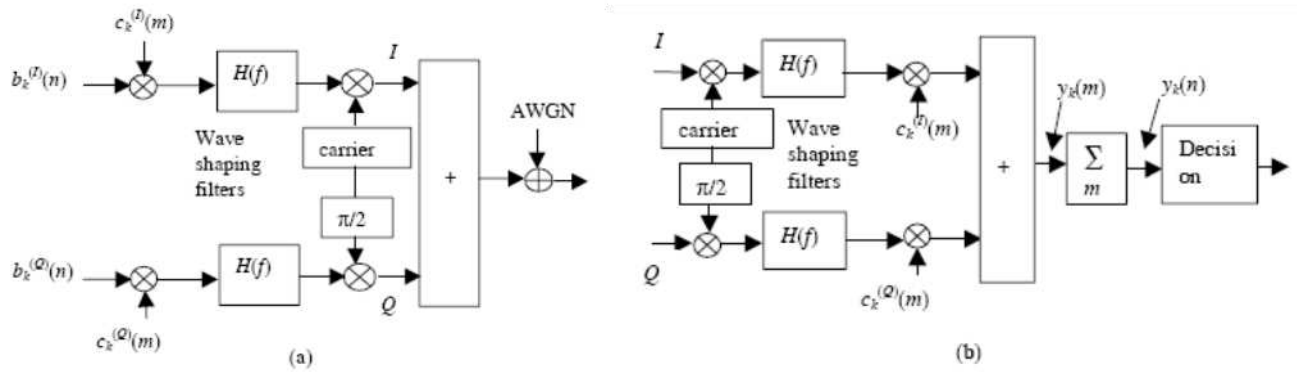 c_k^(I)(m)
b_k^(I)(n)
H(f)
I
Wave
shaping
filters
carrier
π/2
+
AWGN
b_k^(Q)(n)
H(f)
c_k^(Q)(m)
Q
(a)
I
H(f)
c_k^(I)(m)
carrier
Wave
shaping
filters
π/2
+
y_k(m)
y_k(n)
Σ
m
Decisi
on
H(f)
Q
c_k^(Q)(m)
(b)